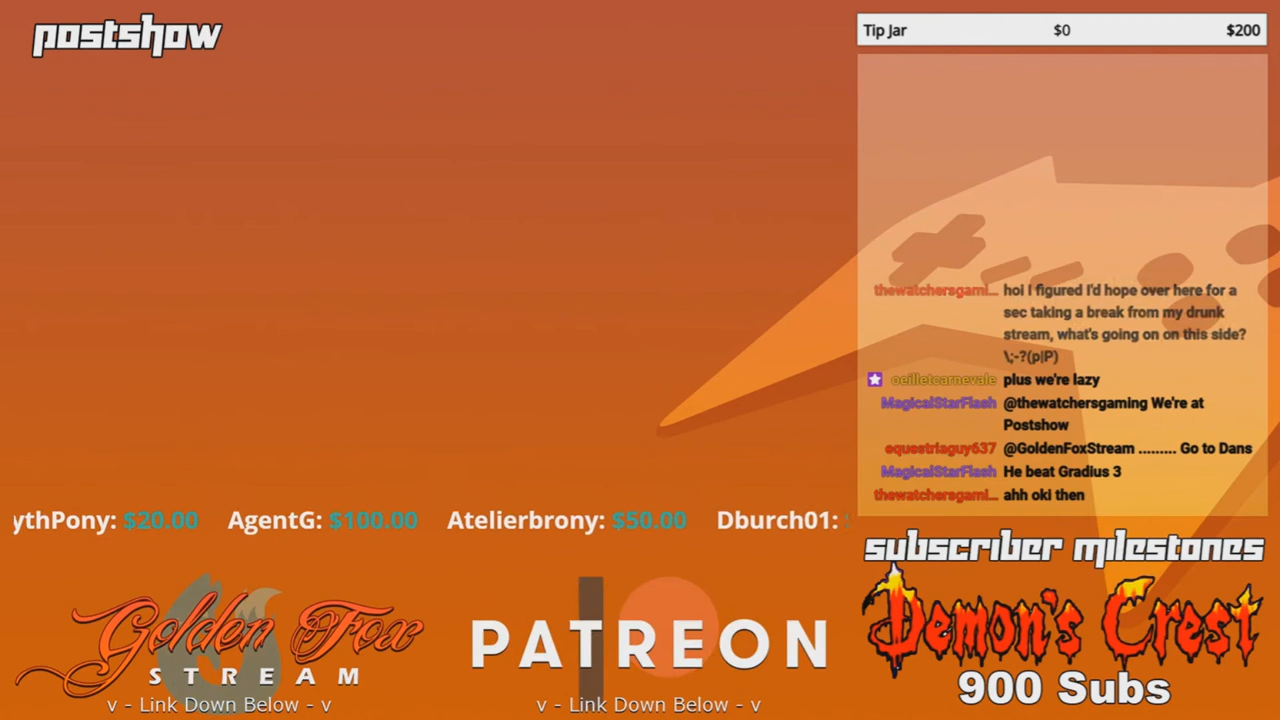 postshow
Tip Jar $0 $200
thewatchersgami... hoi I figured I'd hope over here for a
sec taking a break from my drunk
stream, what's going on on this side?
\;-?(p|P)
oeilletcarnevale plus we're lazy
MagicalStarFlash @thewatchersgaming We're at
Postshow
equestriaguy637 @GoldenFoxStream ......... Go to Dans
MagicalStarFlash He beat Gradius 3
thewatchersgami... ahh oki then
ythPony: $20.00 AgentG: $100.00 Atelierbrony: $50.00 Dburch01:
subscriber milestones
Demon's Crest
900 Subs
Golden Fox
STREAM
v - Link Down Below - v
PATREON
v - Link Down Below - v